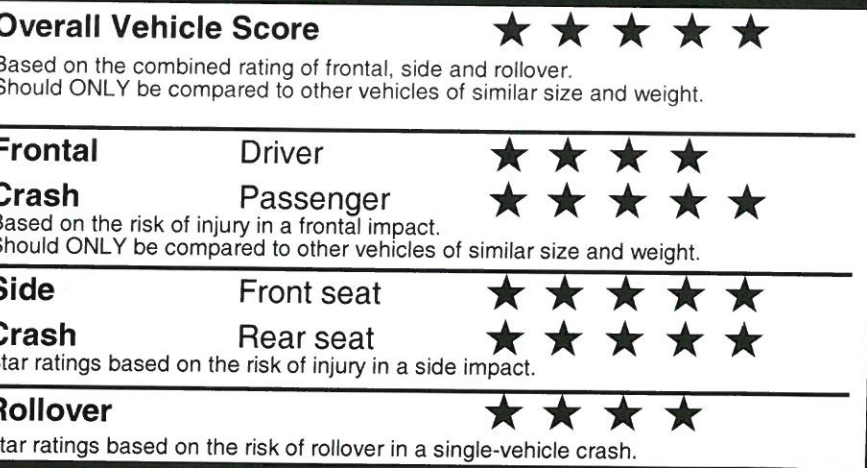 Overall Vehicle Score ★ ★ ★ ★ ★
Based on the combined rating of frontal, side and rollover.
Should ONLY be compared to other vehicles of similar size and weight.
Frontal Driver ★ ★ ★ ★
Crash Passenger ★ ★ ★ ★ ★
Based on the risk of injury in a frontal impact.
Should ONLY be compared to other vehicles of similar size and weight.
Side Front seat ★ ★ ★ ★ ★
Crash Rear seat ★ ★ ★ ★ ★
Star ratings based on the risk of injury in a side impact.
Rollover ★ ★ ★ ★
Star ratings based on the risk of rollover in a single-vehicle crash.